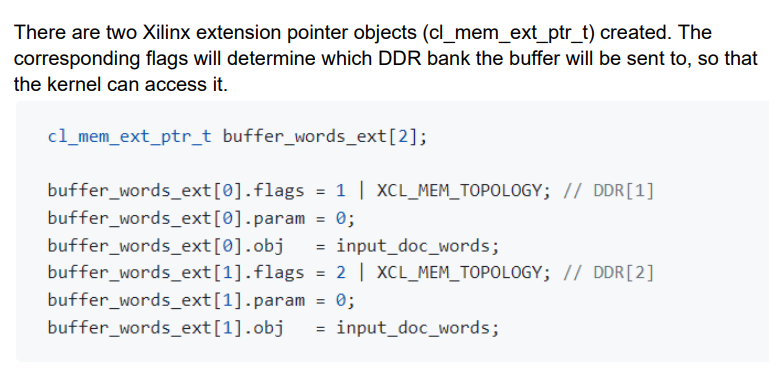 There are two Xilinx extension pointer objects (cl_mem_ext_ptr_t) created. The
corresponding flags will determine which DDR bank the buffer will be sent to, so that
the kernel can access it.
cl_mem_ext_ptr_t buffer_words_ext[2];
buffer_words_ext[0].flags = 1 | XCL_MEM_TOPOLOGY; // DDR[1]
buffer_words_ext[0].param = 0;
buffer_words_ext[0].obj   = input_doc_words;
buffer_words_ext[1].flags = 2 | XCL_MEM_TOPOLOGY; // DDR[2]
buffer_words_ext[1].param = 0;
buffer_words_ext[1].obj   = input_doc_words;